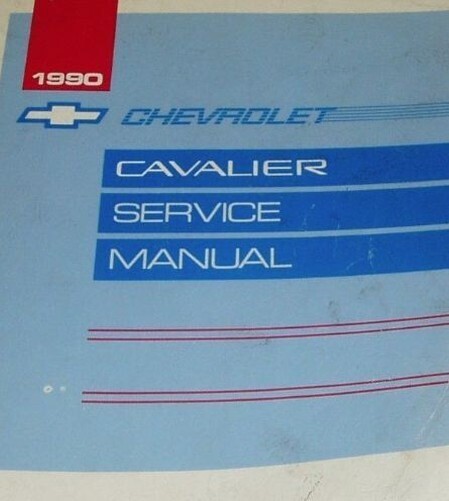 1990
CHEVROLET
CAVALIER
SERVICE
MANUAL